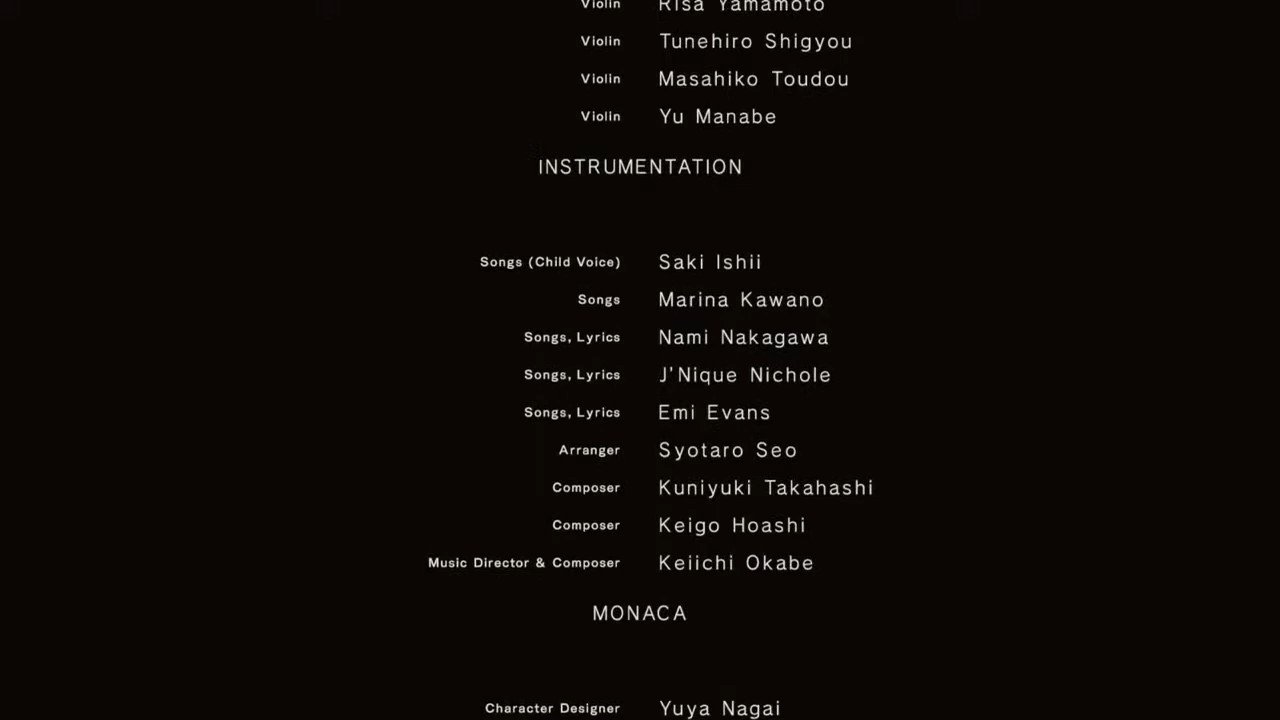 Violin Risa Yamamoto
Violin Tunehiro Shigyou
Violin Masahiko Toudou
Violin Yu Manabe
INSTRUMENTATION
Songs (Child Voice) Saki Ishii
Songs Marina Kawano
Songs, Lyrics Nami Nakagawa
Songs, Lyrics J'Nique Nichole
Songs, Lyrics Emi Evans
Arranger Syotaro Seo
Composer Kuniyuki Takahashi
Composer Keigo Hoashi
Music Director & Composer Keiichi Okabe
MONACA
Character Designer Yuya Nagai